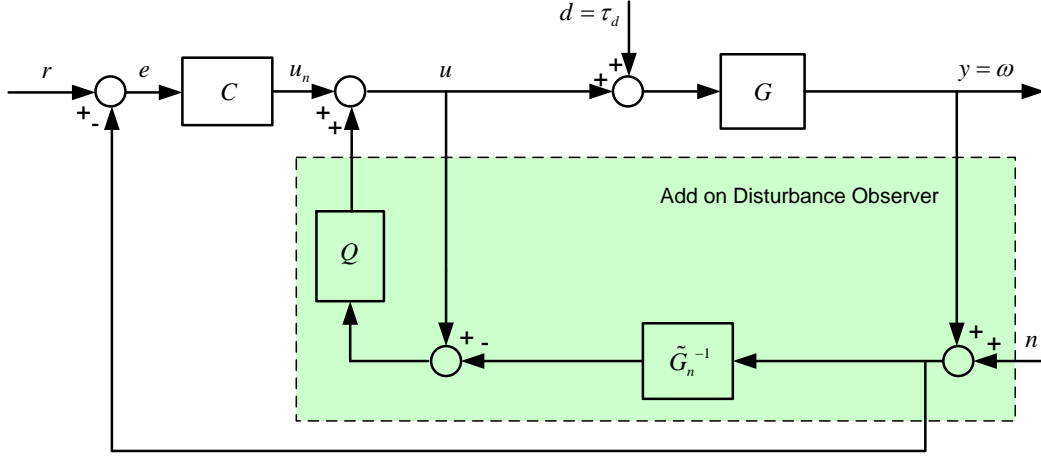 d = τ_d
r
+
-
e
C
u_n
+
+
u
+
+
G
y = ω
Add on Disturbance Observer
Q
+
-
G̃_n⁻¹
+
+
n